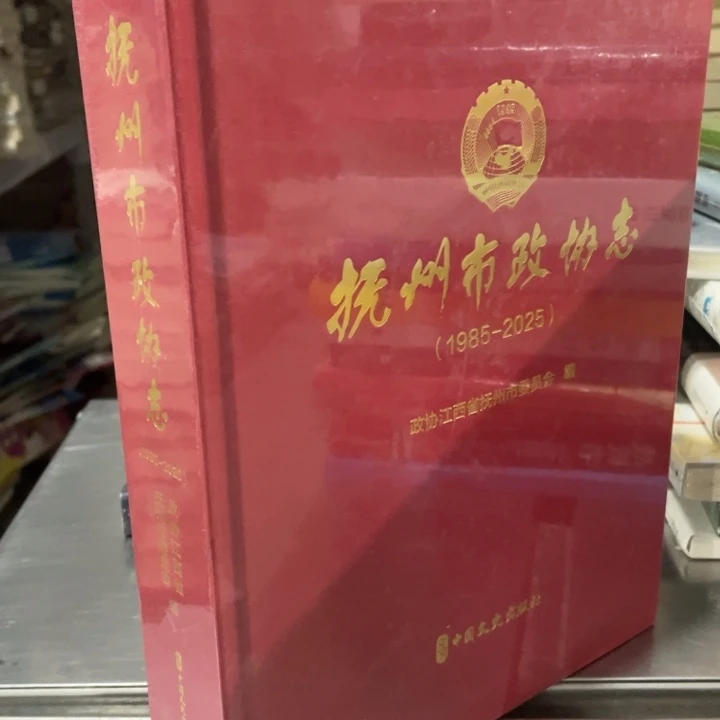 抚州市政协志
抚州市政协志
(1985-2025)
政协江西省抚州市委员会 编
中国文史出版社